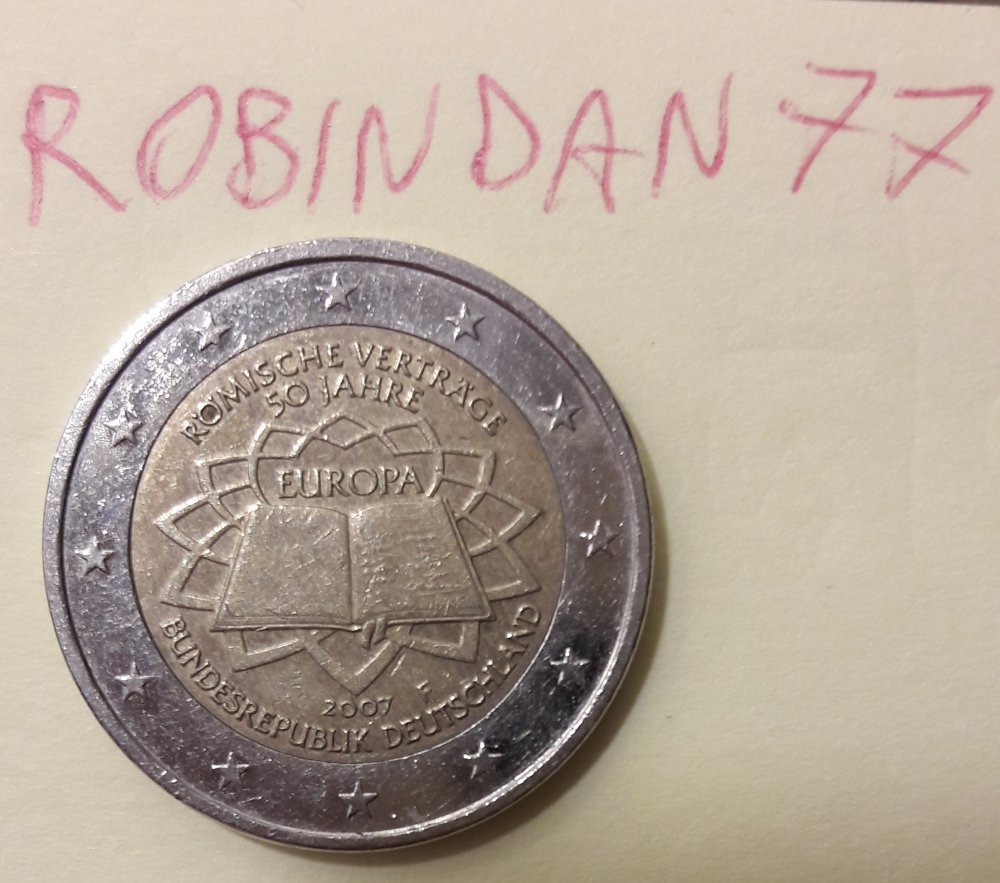 ROBINDAN77
RÖMISCHE VERTRÄGE
50 JAHRE
EUROPA
2007 F
BUNDESREPUBLIK DEUTSCHLAND